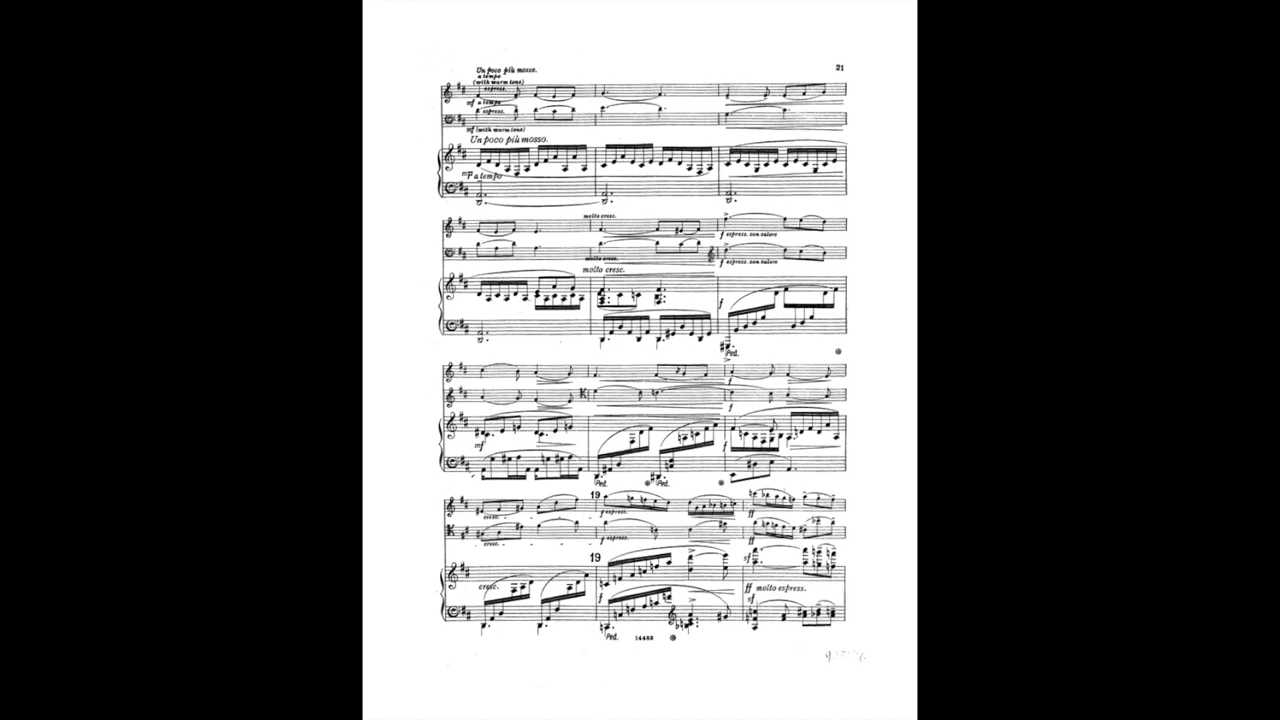 21
Un poco più mosso.
a tempo
(with warm tone)
espress.
mf a tempo
espress.
mf (with warm tone)
Un poco più mosso.
mp a tempo
molto cresc.
f espress. con calore
molto cresc.
f espress. con calore
molto cresc.
f
Ped.
f
f
mf
f
Ped.
Ped.
19
cresc.
f espress.
ff
cresc.
f espress.
ff
19
sf
cresc.
f
ff molto espress.
sf
Ped.
14483